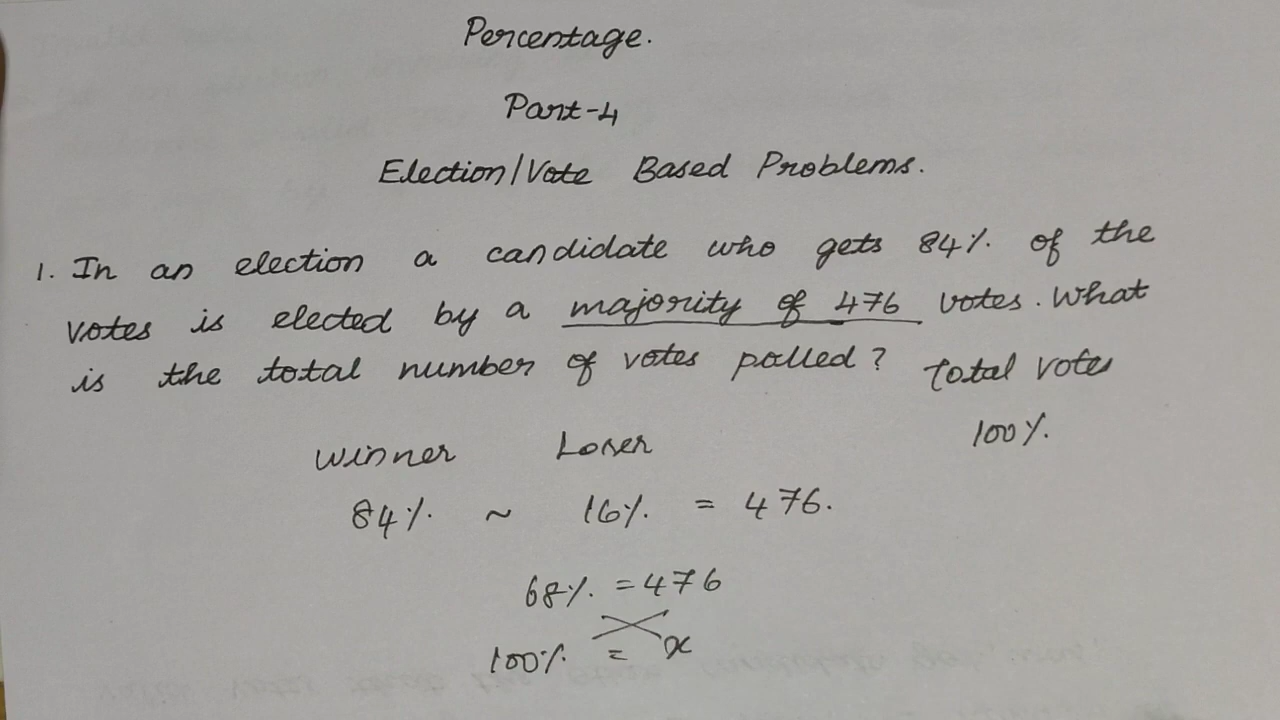 Percentage.
Part-4
Election/Vote Based Problems.
1. In an election a candidate who gets 84% of the
votes is elected by a majority of 476 votes. What
is the total number of votes polled? Total votes
100%.
Winner Loser
84% ~ 16% = 476.
68% = 476
100% = x